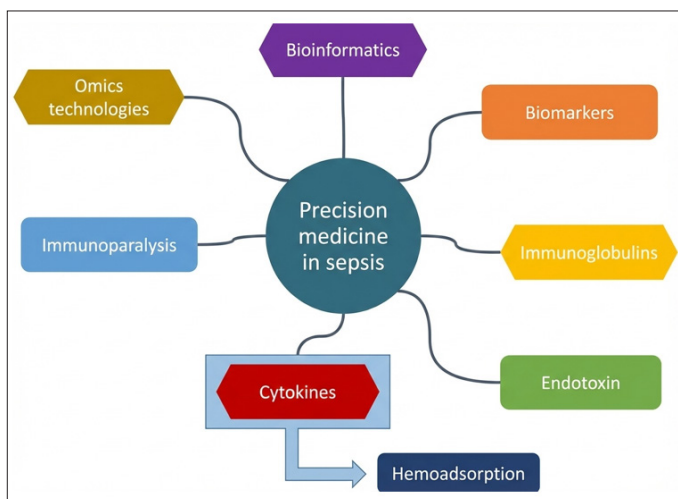 Bioinformatics
Omics
technologies
Biomarkers
Precision
medicine
in sepsis
Immunoparalysis
Immunoglobulins
Endotoxin
Cytokines
Hemoadsorption